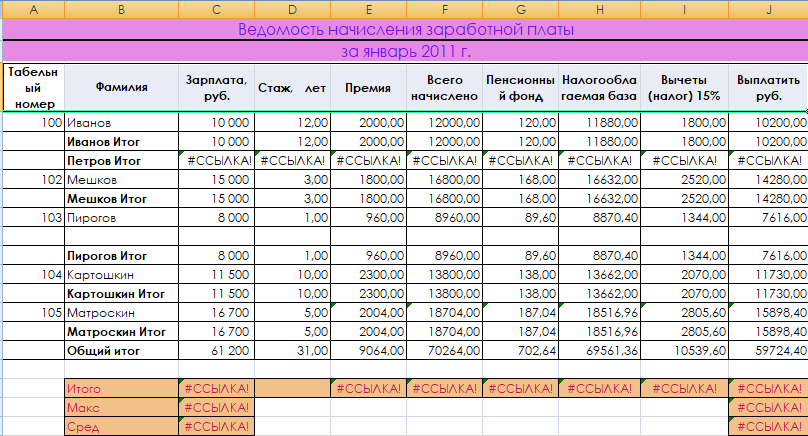 A B C D E F G H I J
Ведомость начисления заработной платы
за январь 2011 г.
Табельн ый номер Фамилия Зарплата, руб. Стаж, лет Премия Всего начислено Пенсионны й фонд Налогообла гаемая база Вычеты (налог) 15% Выплатить руб.
100 Иванов 10 000 12,00 2000,00 12000,00 120,00 11880,00 1800,00 10200,00
Иванов Итог 10 000 12,00 2000,00 12000,00 120,00 11880,00 1800,00 10200,00
Петров Итог #ССЫЛКА! #ССЫЛКА! #ССЫЛКА! #ССЫЛКА! #ССЫЛКА! #ССЫЛКА! #ССЫЛКА! #ССЫЛКА!
102 Мешков 15 000 3,00 1800,00 16800,00 168,00 16632,00 2520,00 14280,00
Мешков Итог 15 000 3,00 1800,00 16800,00 168,00 16632,00 2520,00 14280,00
103 Пирогов 8 000 1,00 960,00 8960,00 89,60 8870,40 1344,00 7616,00
Пирогов Итог 8 000 1,00 960,00 8960,00 89,60 8870,40 1344,00 7616,00
104 Картошкин 11 500 10,00 2300,00 13800,00 138,00 13662,00 2070,00 11730,00
Картошкин Итог 11 500 10,00 2300,00 13800,00 138,00 13662,00 2070,00 11730,00
105 Матроскин 16 700 5,00 2004,00 18704,00 187,04 18516,96 2805,60 15898,40
Матроскин Итог 16 700 5,00 2004,00 18704,00 187,04 18516,96 2805,60 15898,40
Общий итог 61 200 31,00 9064,00 70264,00 702,64 69561,36 10539,60 59724,40
Итого #ССЫЛКА! #ССЫЛКА! #ССЫЛКА! #ССЫЛКА! #ССЫЛКА! #ССЫЛКА! #ССЫЛКА!
Макс #ССЫЛКА! #ССЫЛКА!
Сред #ССЫЛКА! #ССЫЛКА!